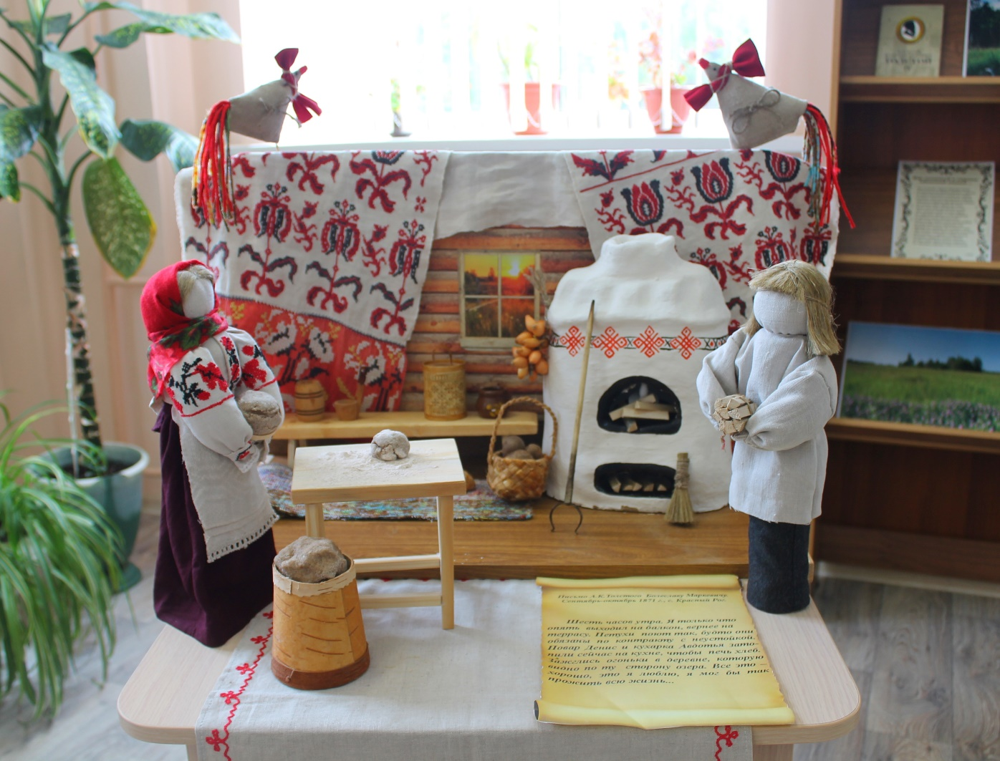 Письмо А.К.Толстого Болеславу Маркевичу.
Сентябрь-октябрь 1871 г., с. Красный Рог.
Шесть часов утра. Я только что
опять выходил на балкон, вернее на
террасу. Петухи поют так, будто они
обязаны по контракту с неустойкой.
Повар Денис и кухарка Авдотья зато-
пили сейчас на кухне, чтобы печь хлеб.
Зажглись огоньки в деревне, которую
видно по ту сторону озера. Все это –
хорошо, это я люблю, я мог бы так
прожить всю жизнь...